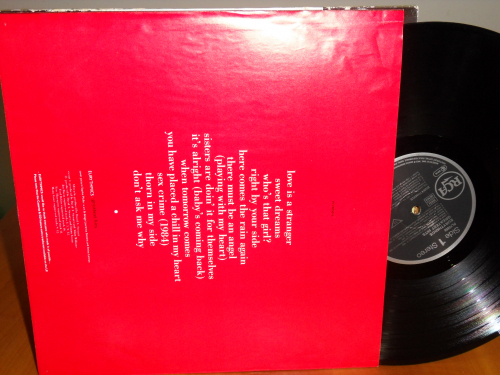 love is a stranger
sweet dreams
who's that girl?
right by your side
here comes the rain again
there must be an angel
(playing with my heart)
sisters are doin' it for themselves
it's alright (baby's coming back)
when tomorrow comes
you have placed a chill in my heart
sex crime (1984)
thorn in my side
don't ask me why
EURYTHMICS
RCA
Side 1 Stereo